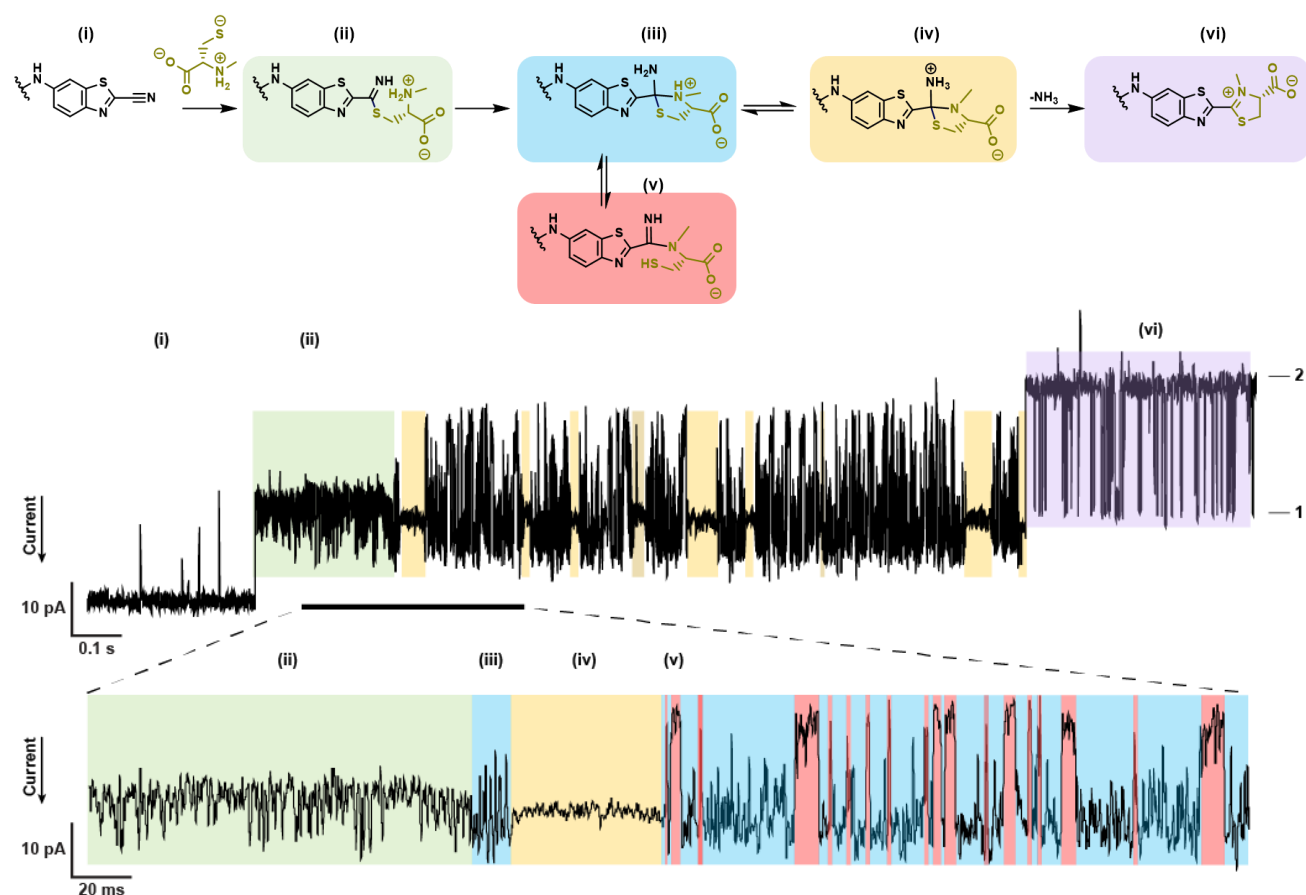 (i) (ii) (iii) (iv) (vi)
S ⊖
⊖ O O N H2 ⊕
H N S N N
H N S N NH S H2N ⊕ O O ⊖
H N S N H2N H N ⊕ S O O ⊖
H N S N ⊕ NH3 N S O O ⊖
-NH3
H N S N N ⊕ S O O ⊖
(v)
H N S N NH N HS O O ⊖
(i) (ii) (vi)
2
1
Current
10 pA
0.1 s
(ii) (iii) (iv) (v)
Current
10 pA
20 ms